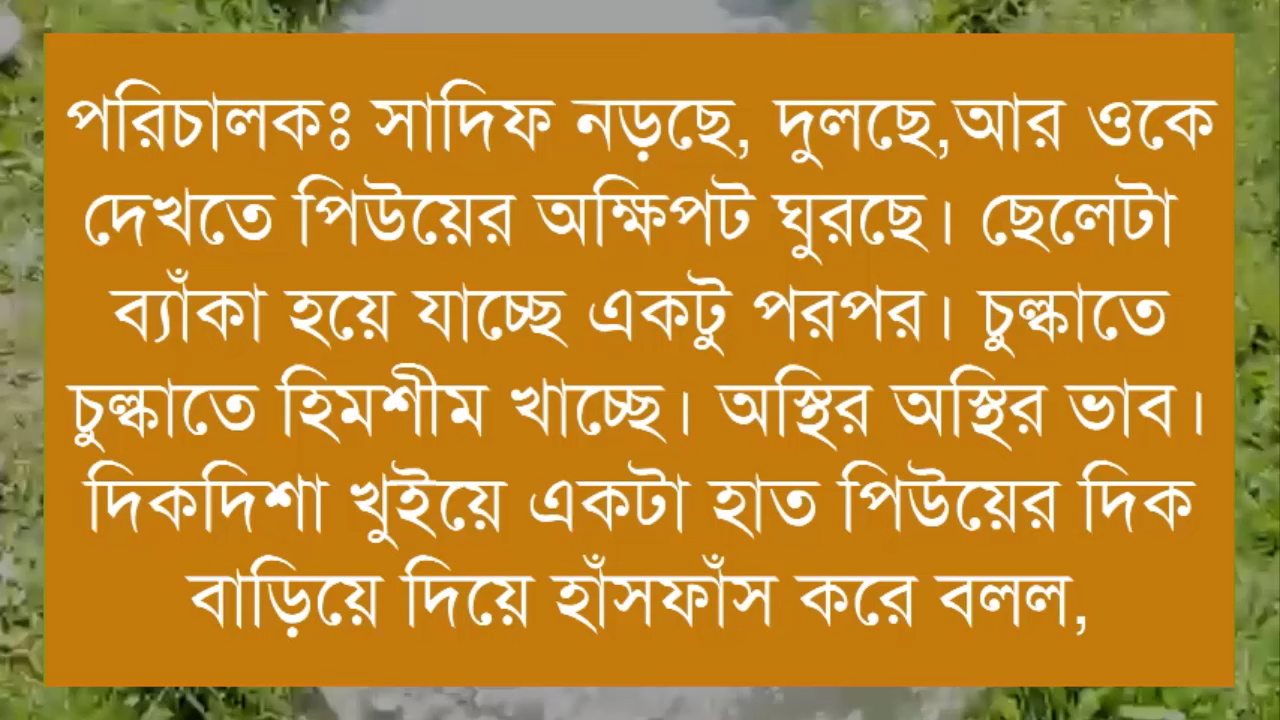 পরিচালকঃ সাদিফ নড়ছে, দুলছে,আর ওকে
দেখতে পিউয়ের অক্ষিপট ঘুরছে। ছেলেটা
ব্যাঁকা হয়ে যাচ্ছে একটু পরপর। চুল্কাতে
চুল্কাতে হিমশীম খাচ্ছে। অস্থির অস্থির ভাব।
দিকদিশা খুইয়ে একটা হাত পিউয়ের দিক
বাড়িয়ে দিয়ে হাঁসফাঁস করে বলল,